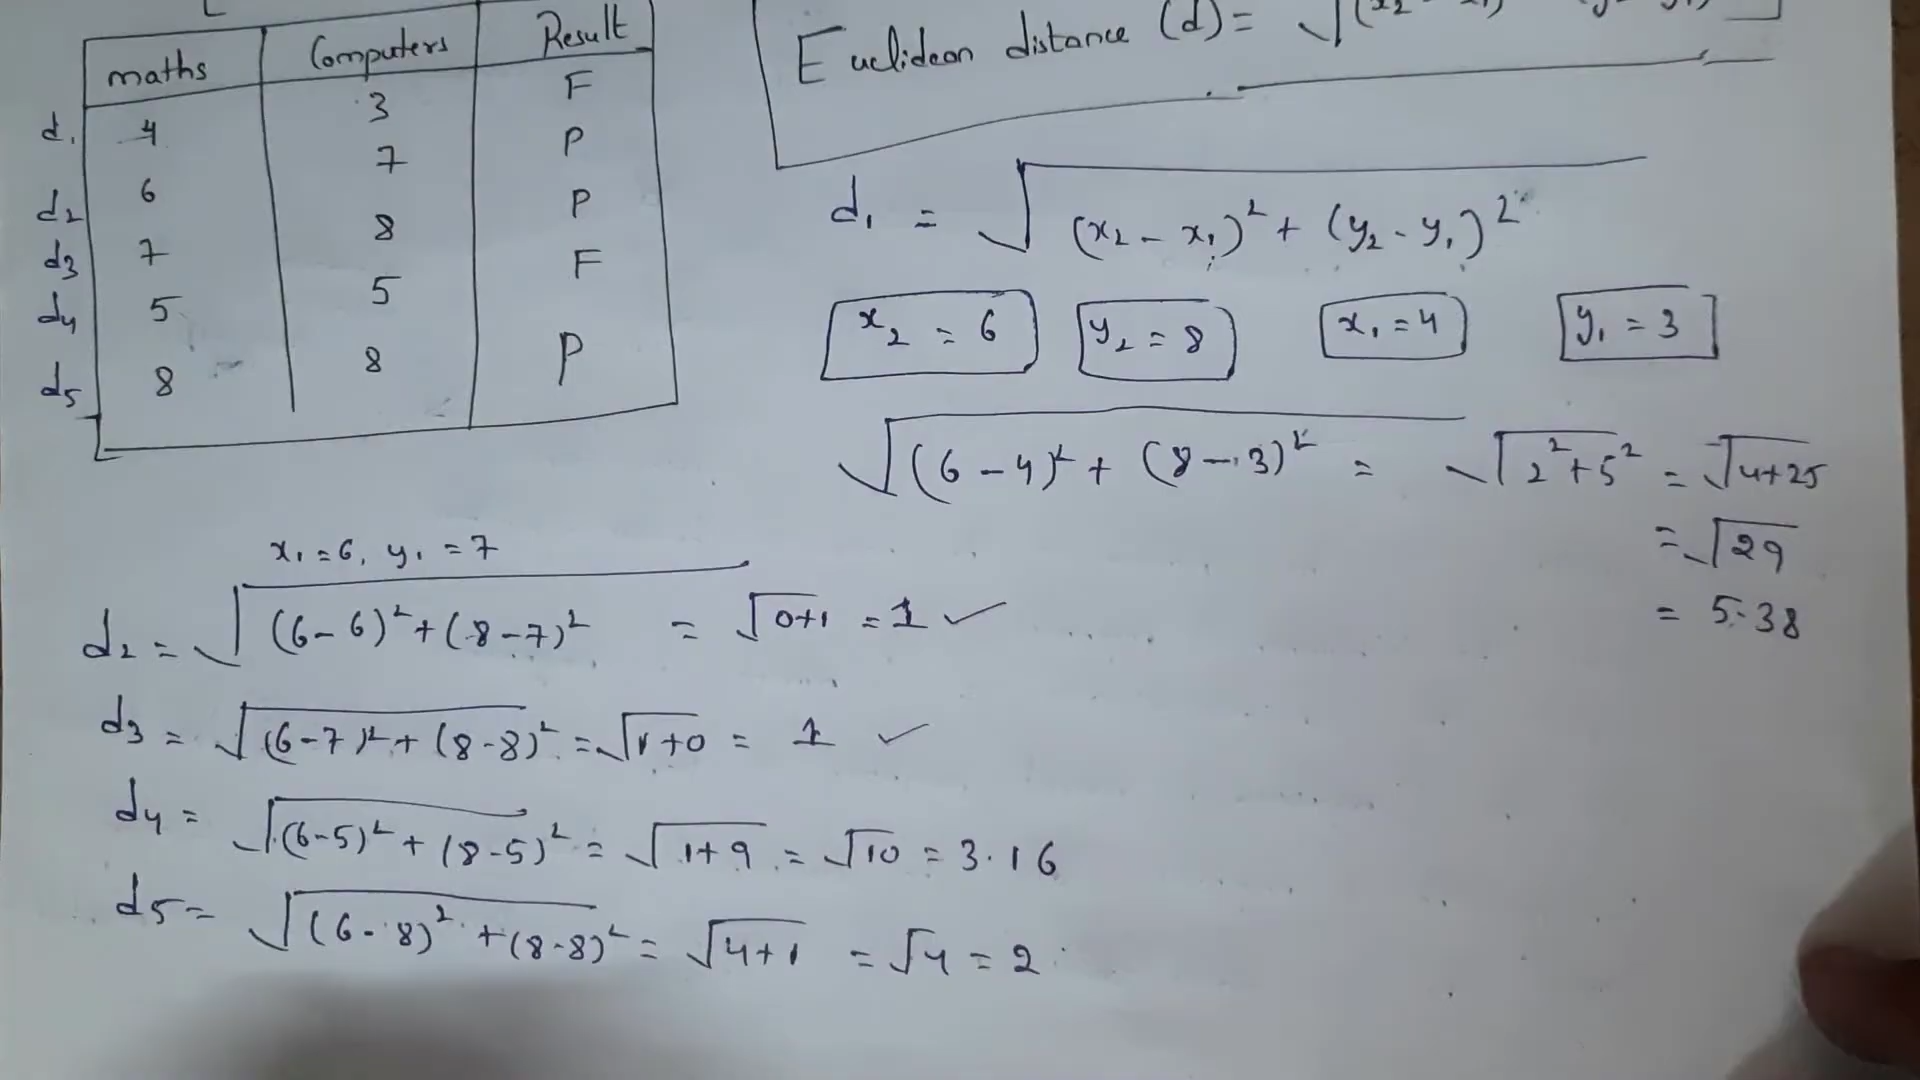 maths Computers Result
d1 4 3 F
d2 6 7 P
d3 7 8 P
d4 5 5 F
d5 8 8 P
Euclidean distance (d) = √(x2 - x1)
d1 = √(x2 - x1)² + (y2 - y1)²
x2 = 6 y2 = 8 x1 = 4 y1 = 3
√(6-4)² + (8-3)² = √2²+5² = √4+25
= √29
= 5.38
x1 = 6, y1 = 7
d2 = √(6-6)²+(8-7)² = √0+1 = 1 ✓
d3 = √(6-7)²+(8-8)² = √1+0 = 1 ✓
d4 = √(6-5)²+(8-5)² = √1+9 = √10 = 3.16
d5 = √(6-8)²+(8-8)² = √4+1 = √4 = 2